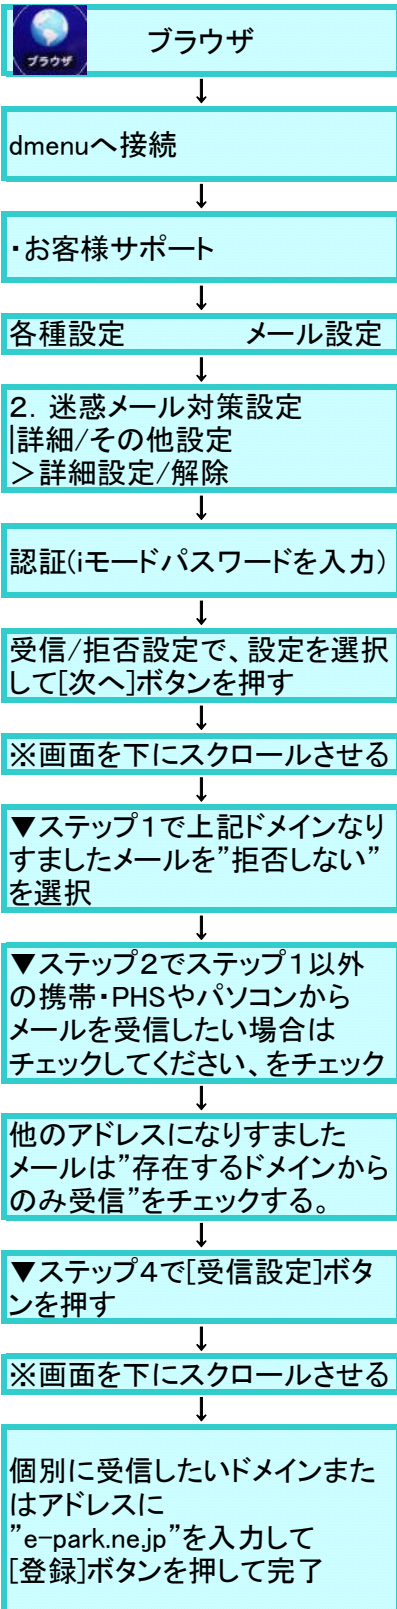 ブラウザ
ブラウザ
↓
dmenuへ接続
↓
・お客様サポート
↓
各種設定　　　　メール設定
↓
２．迷惑メール対策設定
|詳細/その他設定
＞詳細設定/解除
↓
認証(iモードパスワードを入力)
↓
受信/拒否設定で、設定を選択
して[次へ]ボタンを押す
↓
※画面を下にスクロールさせる
↓
▼ステップ１で上記ドメインなり
すましたメールを”拒否しない”
を選択
↓
▼ステップ２でステップ１以外
の携帯・PHSやパソコンから
メールを受信したい場合は
チェックしてください、をチェック
↓
他のアドレスになりすました
メールは”存在するドメインから
のみ受信”をチェックする。
↓
▼ステップ４で[受信設定]ボタ
ンを押す
↓
※画面を下にスクロールさせる
↓
個別に受信したいドメインまた
はアドレスに
”e-park.ne.jp”を入力して
[登録]ボタンを押して完了